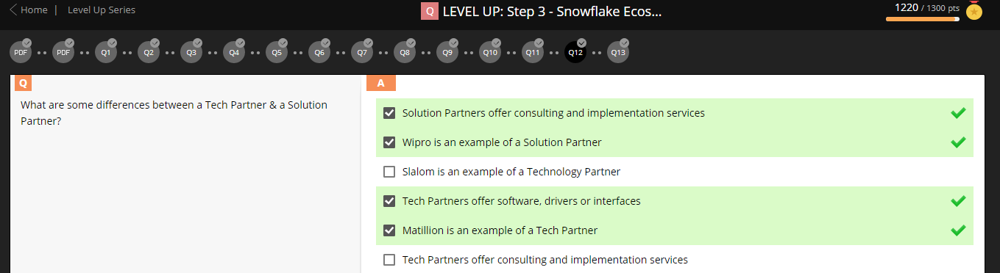 Home | Level Up Series
Q LEVEL UP: Step 3 - Snowflake Ecos...
1220 / 1300 pts
PDF PDF Q1 Q2 Q3 Q4 Q5 Q6 Q7 Q8 Q9 Q10 Q11 Q12 Q13
Q
What are some differences between a Tech Partner & a Solution
Partner?
A
Solution Partners offer consulting and implementation services
Wipro is an example of a Solution Partner
Slalom is an example of a Technology Partner
Tech Partners offer software, drivers or interfaces
Matillion is an example of a Tech Partner
Tech Partners offer consulting and implementation services